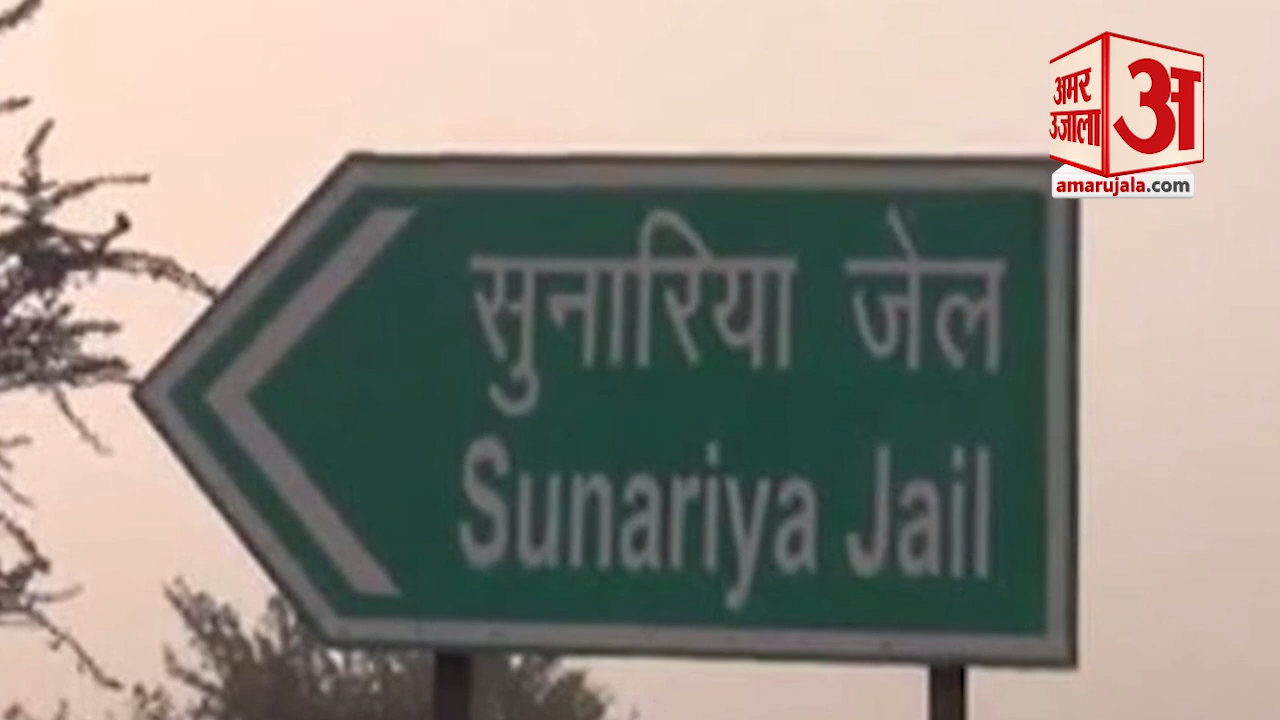 अमर
उजाला
अ
amarujala.com
सुनारिया जेल
Sunariya Jail